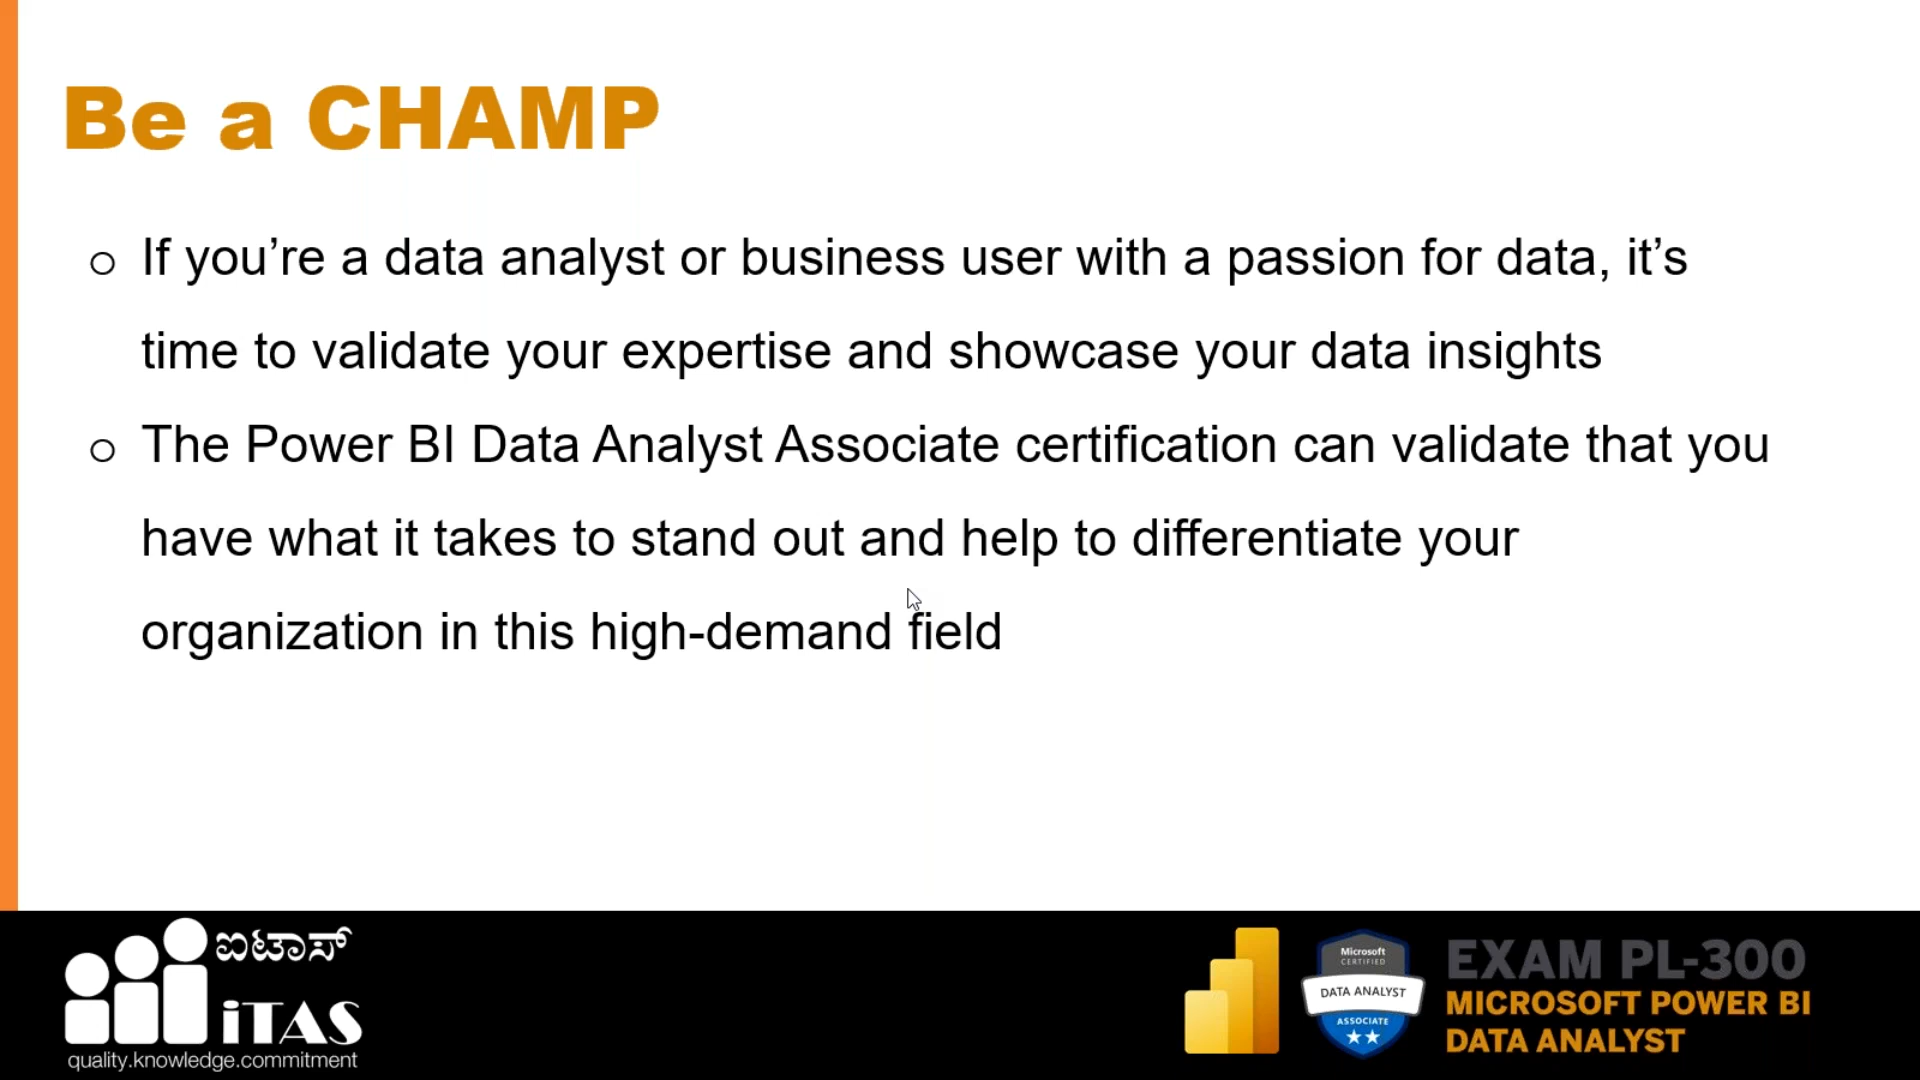 Be a CHAMP
o If you’re a data analyst or business user with a passion for data, it’s
time to validate your expertise and showcase your data insights
o The Power BI Data Analyst Associate certification can validate that you
have what it takes to stand out and help to differentiate your
organization in this high-demand field
ಐಟಾಸ್
iTAS
quality.knowledge.commitment
Microsoft
CERTIFIED
DATA ANALYST
ASSOCIATE
EXAM PL-300
MICROSOFT POWER BI
DATA ANALYST